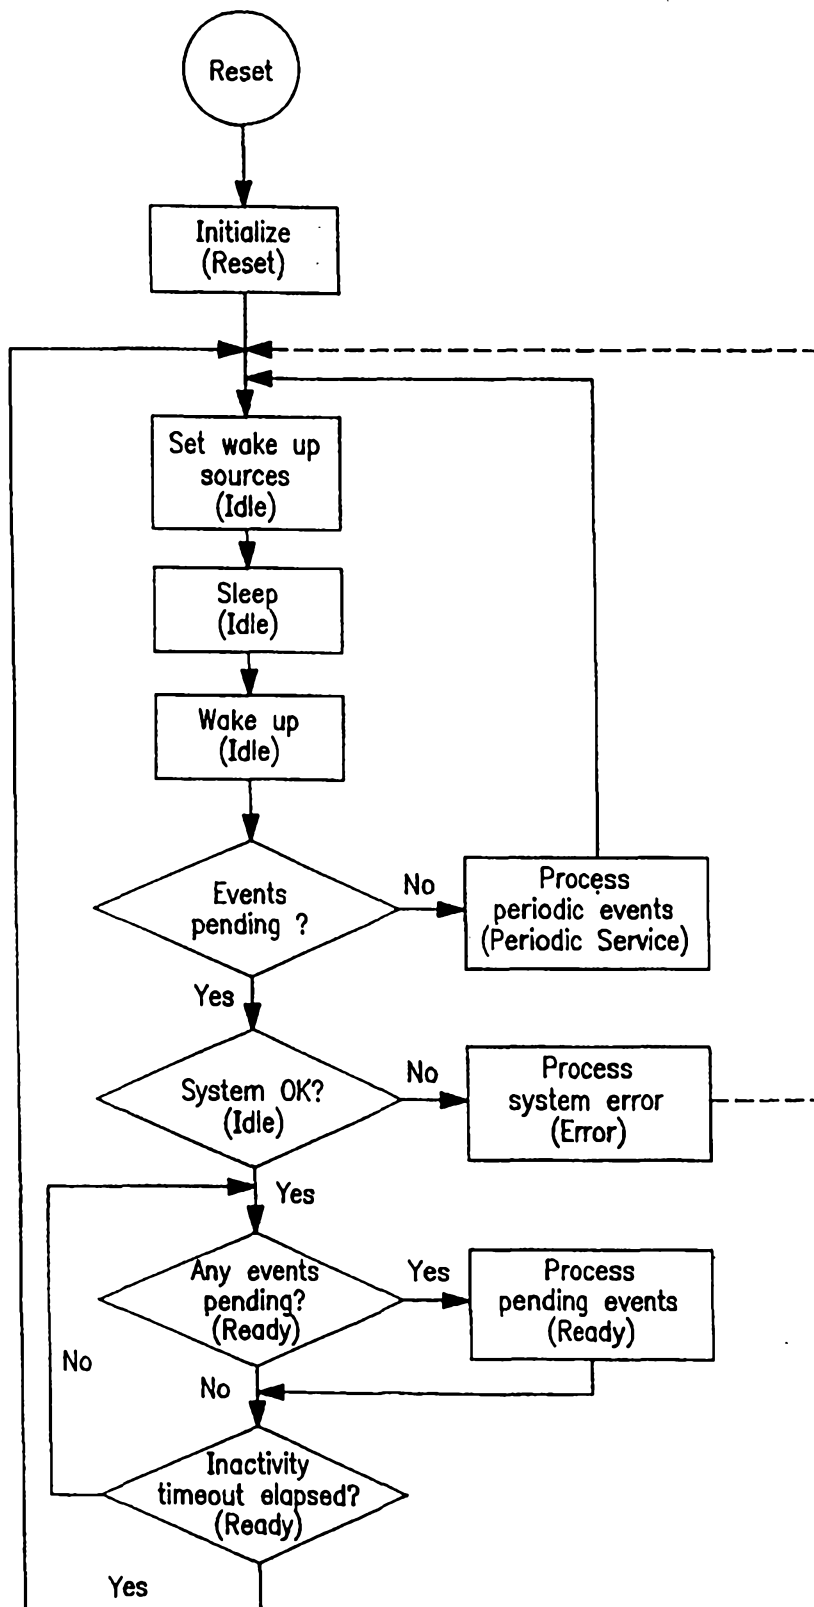 Reset
Initialize
(Reset)
Set wake up
sources
(Idle)
Sleep
(Idle)
Wake up
(Idle)
Events
pending ?
No
Process
periodic events
(Periodic Service)
Yes
System OK?
(Idle)
No
Process
system error
(Error)
Yes
Any events
pending?
(Ready)
Yes
Process
pending events
(Ready)
No
No
Inactivity
timeout elapsed?
(Ready)
Yes